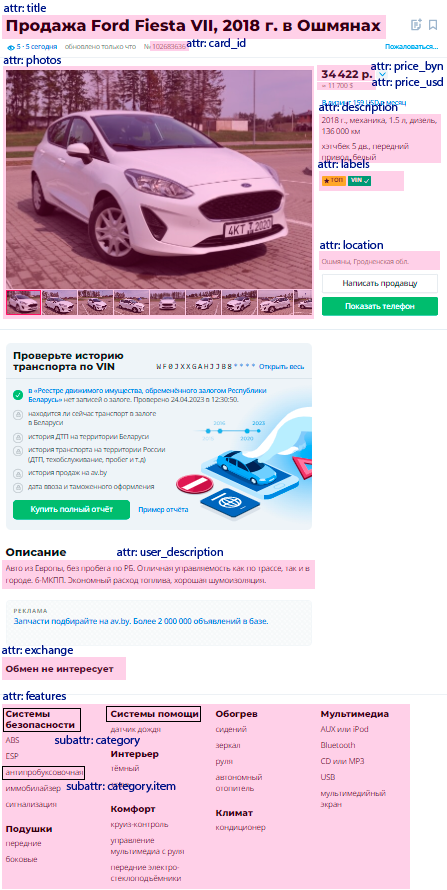 attr: title
Продажа Ford Fiesta VII, 2018 г. в Ошмянах
5 - 5 сегодня обновлено только что № 102683636 attr: card_id Пожаловаться...
attr: photos
34 422 р. attr: price_byn
≈ 11 700 $ attr: price_usd
В лизинг 159 USD в месяц
attr: description
2018 г., механика, 1.5 л, дизель,
136 000 км
хэтчбек 5 дв., передний
привод, белый
attr: labels
ТОП VIN
attr: location
Ошмяны, Гродненская обл.
Написать продавцу
Показать телефон
Проверьте историю
транспорта по VIN
WF0JXXGAHJJB8**** Открыть весь
в «Реестре движимого имущества, обременённого залогом Республики
Беларусь» нет записей о залоге. Проверено 24.04.2023 в 12:30:50.
находится ли сейчас транспорт в залоге
в Беларуси
история ДТП на территории Беларуси
история транспорта на территории России
(ДТП, техобслуживание, пробег и т.д)
история продаж на av.by
дата ввоза и таможенного оформления
2016 2023
2020
Купить полный отчёт Пример отчёта
Описание attr: user_description
Авто из Европы, без пробега по РБ. Отличная управляемость как по трассе, так и в
городе. 6-МКПП. Экономный расход топлива, хорошая шумоизоляция.
РЕКЛАМА
Запчасти подбирайте на av.by. Более 2 000 000 объявлений в базе.
attr: exchange
Обмен не интересует
attr: features
Системы
безопасности
ABS
subattr: category
ESP
антипробуксовочная
subattr: category.item
иммобилайзер
сигнализация
Подушки
передние
боковые
Системы помощи
датчик дождя
Интерьер
тёмный
Комфорт
круиз-контроль
управление
мультимедиа с руля
передние электро-
стеклоподъёмники
Обогрев
сидений
зеркал
руля
автономный
отопитель
Климат
кондиционер
Мультимедиа
AUX или iPod
Bluetooth
CD или MP3
USB
мультимедийный
экран